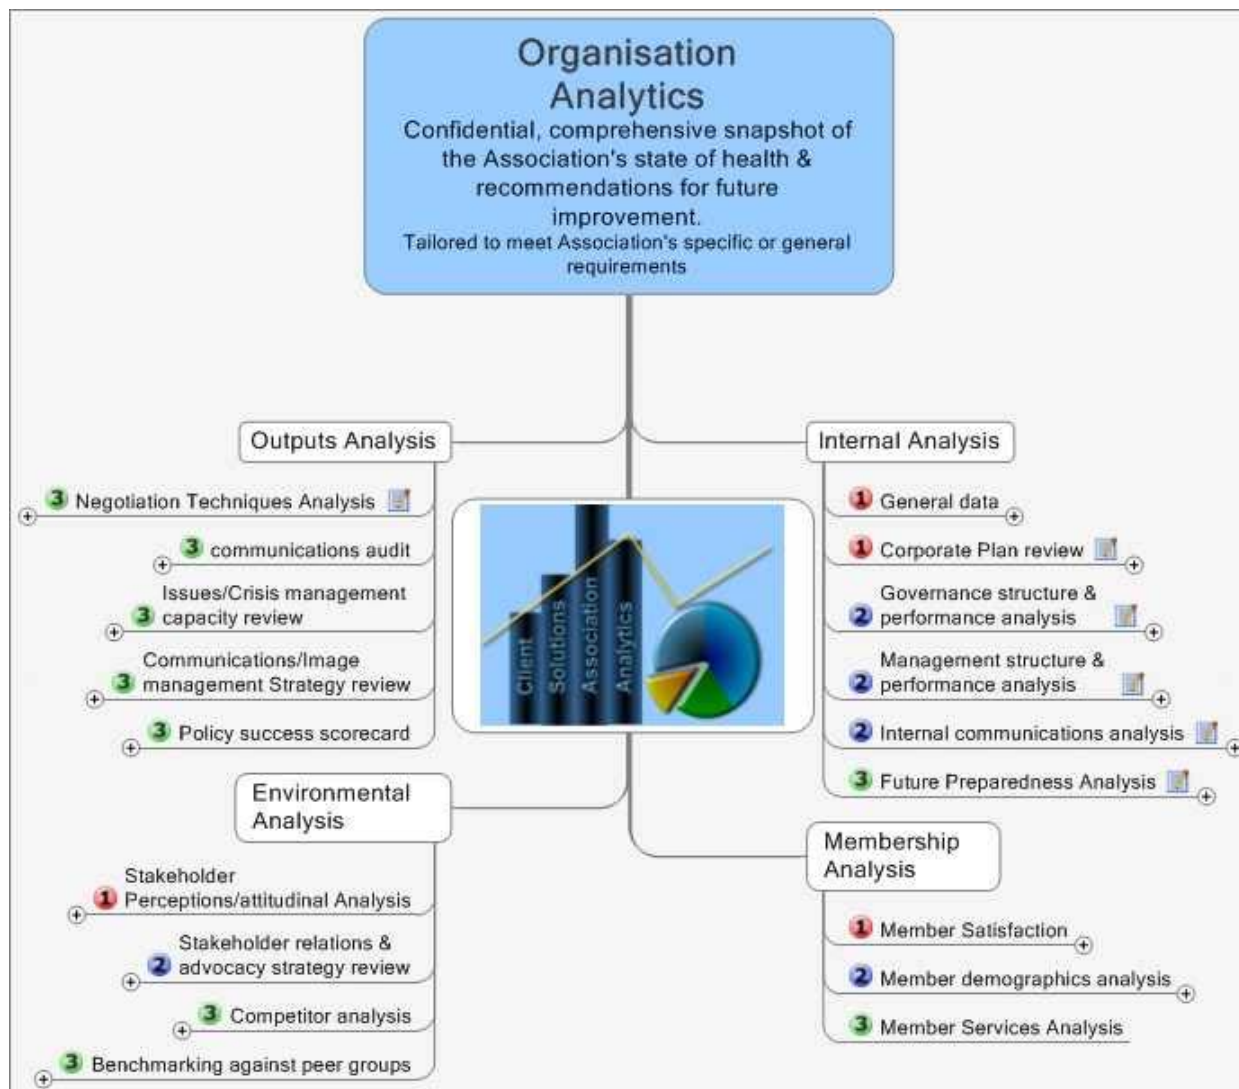 Organisation
Analytics
Confidential, comprehensive snapshot of
the Association's state of health &
recommendations for future
improvement.
Tailored to meet Association's specific or general
requirements
Outputs Analysis
3 Negotiation Techniques Analysis
3 communications audit
Issues/Crisis management
3 capacity review
Communications/Image
3 management Strategy review
3 Policy success scorecard
Environmental
Analysis
Stakeholder
1 Perceptions/attitudinal Analysis
Stakeholder relations &
2 advocacy strategy review
3 Competitor analysis
3 Benchmarking against peer groups
Client
Solutions
Association
Analytics
Internal Analysis
1 General data
1 Corporate Plan review
Governance structure &
2 performance analysis
Management structure &
2 performance analysis
2 Internal communications analysis
3 Future Preparedness Analysis
Membership
Analysis
1 Member Satisfaction
2 Member demographics analysis
3 Member Services Analysis